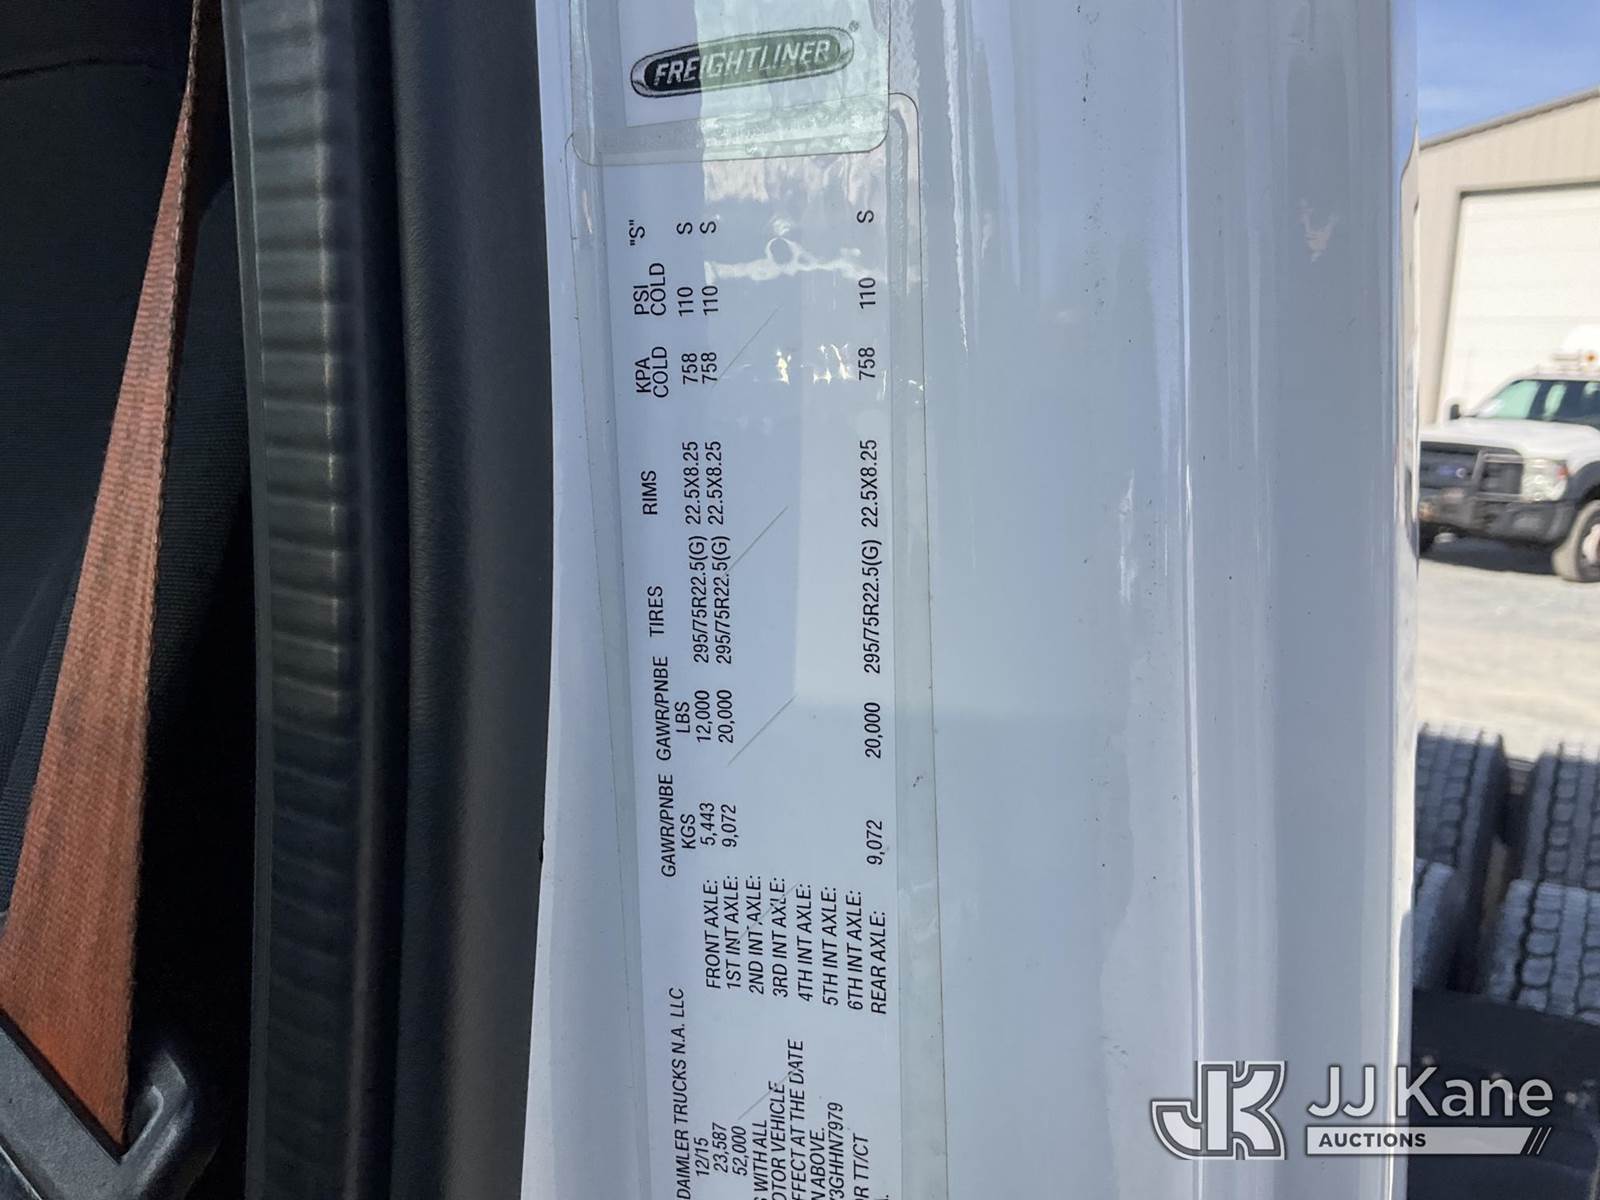 FREIGHTLINER®
DAIMLER TRUCKS N.A. LLC
12/15
23,587
52,000
WITH ALL
VEHICLE
EFFECT AT THE DATE
ABOVE.
3GHHN7979
TT/CT
GAWR/PNBE GAWR/PNBE TIRES RIMS KPA PSI "S"
KGS LBS COLD COLD
FRONT AXLE: 5,443 12,000 295/75R22.5(G) 22.5X8.25 758 110 S
1ST INT AXLE: 9,072 20,000 295/75R22.5(G) 22.5X8.25 758 110 S
2ND INT AXLE:
3RD INT AXLE:
4TH INT AXLE:
5TH INT AXLE:
6TH INT AXLE:
REAR AXLE: 9,072 20,000 295/75R22.5(G) 22.5X8.25 758 110 S
JK JJ Kane
AUCTIONS